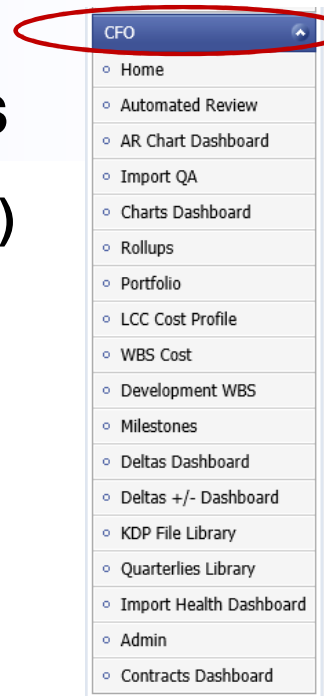 CFO
Home
s
Automated Review
AR Chart Dashboard
Import QA
)
Charts Dashboard
Rollups
Portfolio
LCC Cost Profile
WBS Cost
Development WBS
Milestones
Deltas Dashboard
Deltas +/- Dashboard
KDP File Library
Quarterlies Library
Import Health Dashboard
Admin
Contracts Dashboard